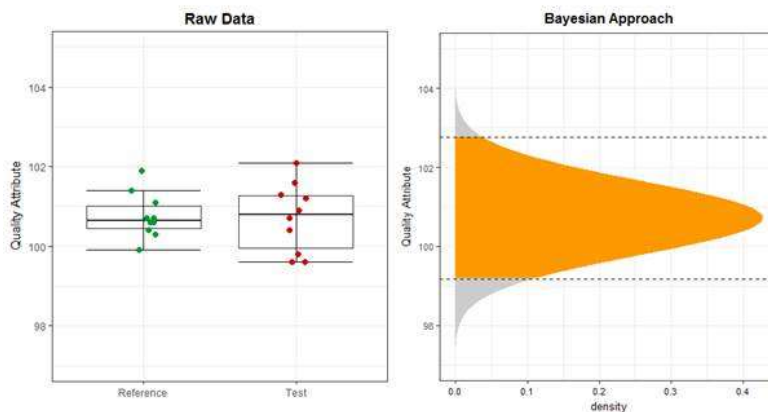 Raw Data
Quality Attribute
104
102
100
98
Reference
Test
Bayesian Approach
Quality Attribute
104
102
100
98
0.0
0.1
0.2
0.3
0.4
density